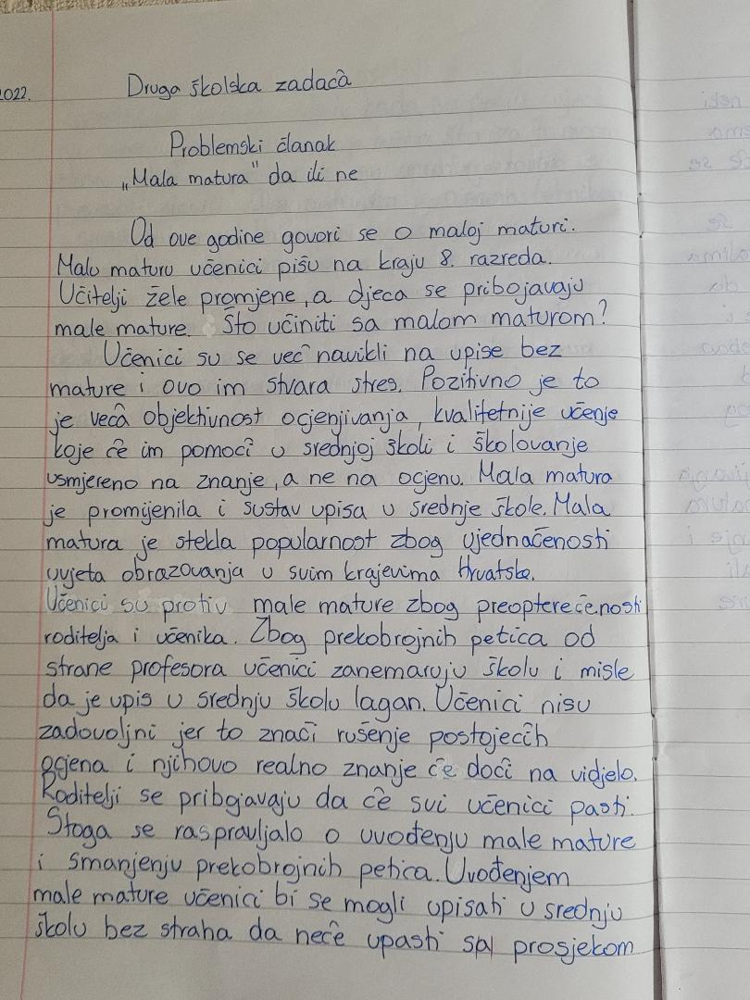 2022.
Druga školska zadaća
Problemski članak
„Mala matura" da ili ne
Od ove godine govori se o maloj maturi.
Malu maturu učenici pišu na kraju 8. razreda.
Učitelji žele promjene, a djeca se pribojavaju
male mature. Što učiniti sa malom maturom?
Učenici su se već navikli na upise bez
mature i ovo im stvara stres. Pozitivno je to
je veća objektivnost ocjenjivanja, kvalitetnije učenje
koje će im pomoći u srednjoj školi i školovanje
usmjereno na znanje, a ne na ocjenu. Mala matura
je promijenila i sustav upisa u srednje škole. Mala
matura je stekla popularnost zbog ujednačenosti
uvjeta obrazovanja u svim krajevima Hrvatske.
Učenici su protiv male mature zbog preopterećenosti
roditelja i učenika. Zbog prekobrojnih petica od
strane profesora učenici zanemaruju školu i misle
da je upis u srednju školu lagan. Učenici nisu
zadovoljni jer to znači rušenje postojećih
ocjena i njihovo realno znanje će doći na vidjelo.
Roditelji se pribojavaju da će svi učenici pasti.
Stoga se raspravljalo o uvođenju male mature
i smanjenju prekobrojnih petica. Uvođenjem
male mature učenici bi se mogli upisati u srednju
školu bez straha da neće upasti sa prosjekom